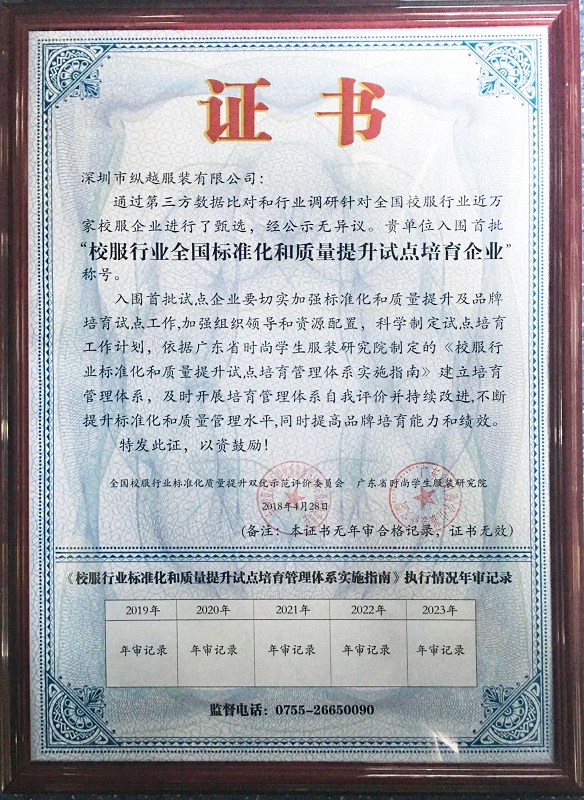 证书
深圳市纵越服装有限公司：
通过第三方数据比对和行业调研针对全国校服行业近万
家校服企业进行了甄选，经公示无异议。贵单位入围首批
“校服行业全国标准化和质量提升试点培育企业”
称号。
入围首批试点企业要切实加强标准化和质量提升及品牌
培育试点工作,加强组织领导和资源配置，科学制定试点培育
工作计划，依据广东省时尚学生服装研究院制定的《校服行
业标准化和质量提升试点培育管理体系实施指南》建立培育
管理体系，及时开展培育管理体系自我评价并持续改进,不断
提升标准化和质量管理水平,同时提高品牌培育能力和绩效。
特发此证，以资鼓励！
全国校服行业标准化质量提升双优示范评价委员会 广东省时尚学生服装研究院
2018年4月28日
(备注：本证书无年审合格记录，证书无效)
《校服行业标准化和质量提升试点培育管理体系实施指南》执行情况年审记录
2019年 2020年 2021年 2022年 2023年
年审记录 年审记录 年审记录 年审记录 年审记录
监督电话：0755-26650090